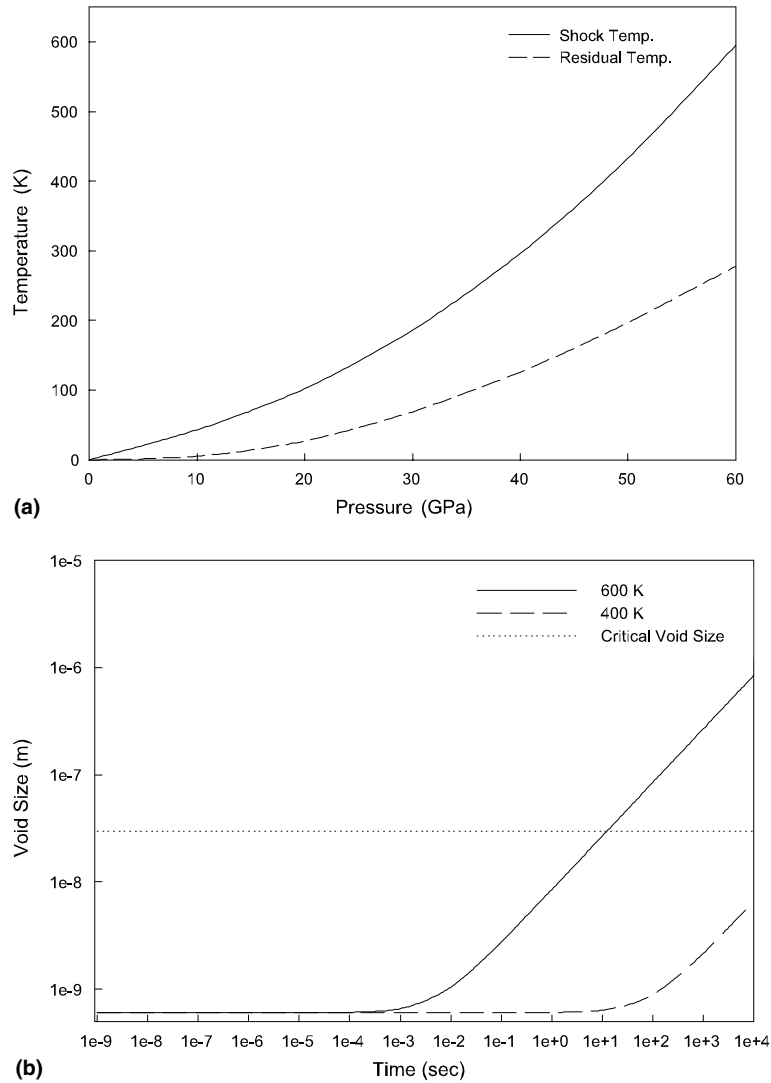 600
500
400
300
200
100
0
Temperature (K)
Shock Temp.
Residual Temp.
0 10 20 30 40 50 60
Pressure (GPa)
(a)
1e-5
1e-6
1e-7
1e-8
1e-9
Void Size (m)
600 K
400 K
Critical Void Size
1e-9 1e-8 1e-7 1e-6 1e-5 1e-4 1e-3 1e-2 1e-1 1e+0 1e+1 1e+2 1e+3 1e+4
Time (sec)
(b)